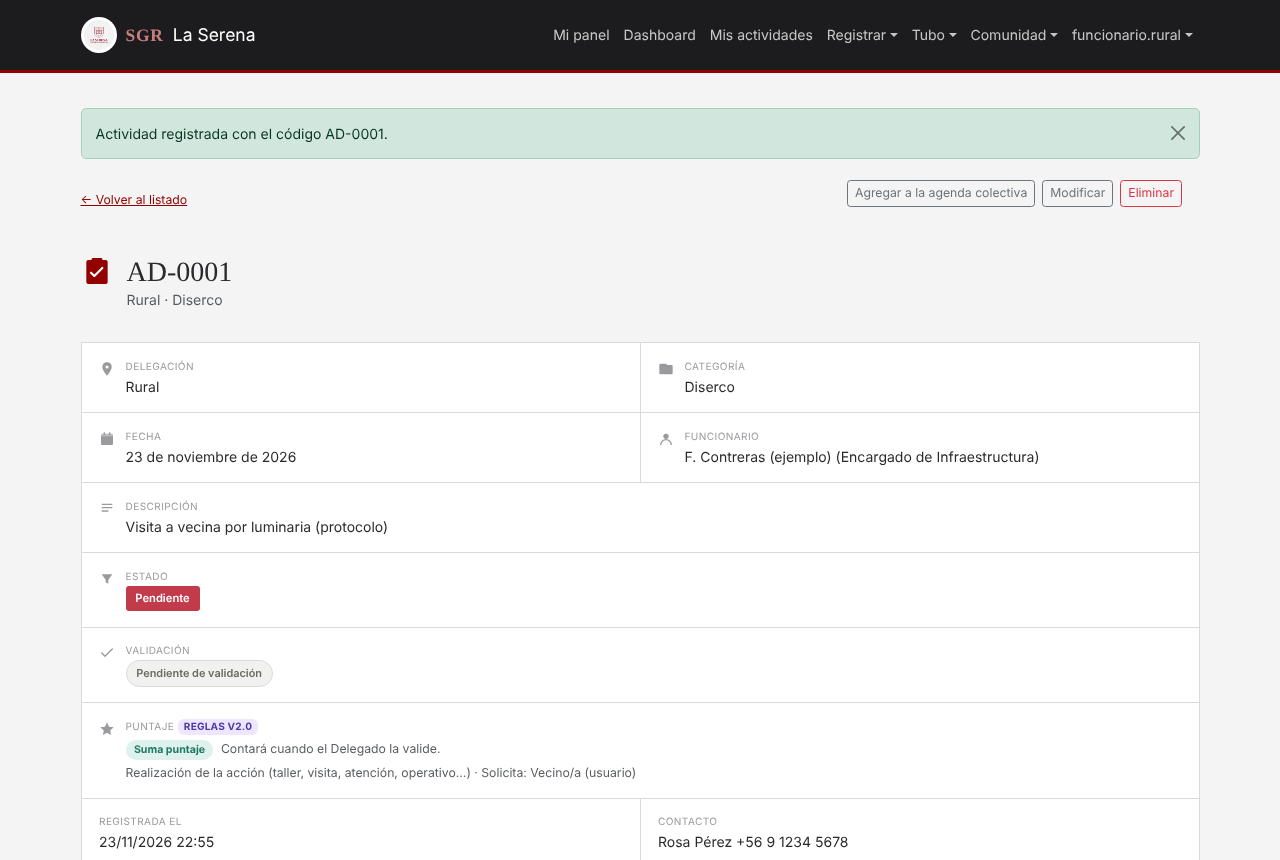 SGR La Serena
Mi panel Dashboard Mis actividades Registrar Tubo Comunidad funcionario.rural
Actividad registrada con el código AD-0001.
← Volver al listado
Agregar a la agenda colectiva Modificar Eliminar
AD-0001
Rural · Diserco
DELEGACIÓN
Rural
CATEGORÍA
Diserco
FECHA
23 de noviembre de 2026
FUNCIONARIO
F. Contreras (ejemplo) (Encargado de Infraestructura)
DESCRIPCIÓN
Visita a vecina por luminaria (protocolo)
ESTADO
Pendiente
VALIDACIÓN
Pendiente de validación
PUNTAJE REGLAS V2.0
Suma puntaje Contará cuando el Delegado la valide.
Realización de la acción (taller, visita, atención, operativo...) · Solicita: Vecino/a (usuario)
REGISTRADA EL
23/11/2026 22:55
CONTACTO
Rosa Pérez +56 9 1234 5678